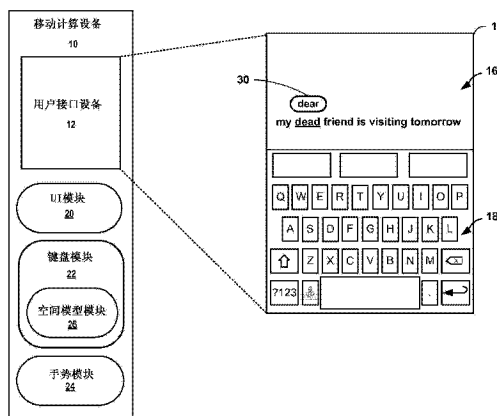 移动计算设备
10
用户接口设备
12
UI模块
20
键盘模块
22
空间模型模块
26
手势模块
24
16
30
dear
my dead friend is visiting tomorrow
Q W E R T Y U I O P
A S D F G H J K L
18
Z X C V B N M
?123 .